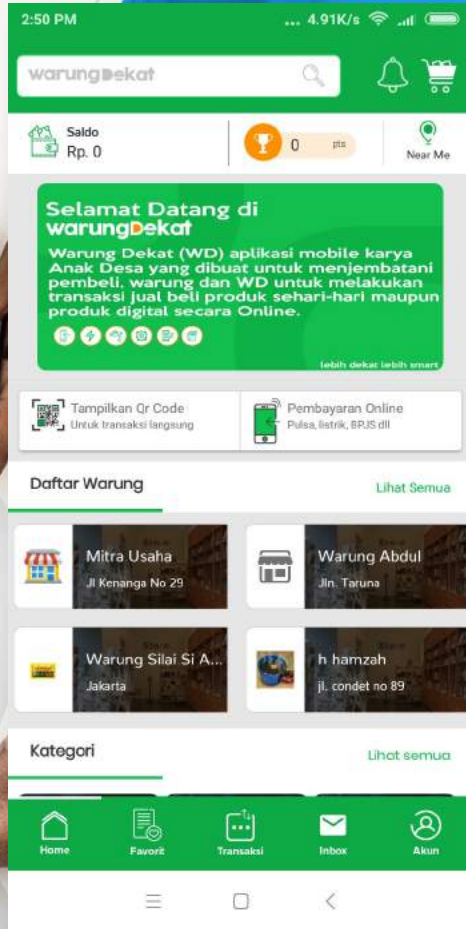 2:50 PM
... 4.91K/s
warungDekat
Saldo
Rp. 0
0 pts
Near Me
Selamat Datang di
warungDekat
Warung Dekat (WD) aplikasi mobile karya
Anak Desa yang dibuat untuk menjembatani
pembeli, warung dan WD untuk melakukan
transaksi jual beli produk sehari-hari maupun
produk digital secara Online.
lebih dekat lebih smart
Tampilkan Qr Code
Untuk transaksi langsung
Pembayaran Online
Pulsa, listrik, BPJS dll
Daftar Warung
Lihat Semua
Mitra Usaha
Jl Kenanga No 29
Warung Abdul
Jln. Taruna
Warung Silai Si A...
Jakarta
h hamzah
jl. condet no 89
Kategori
Lihat semua
Home
Favorit
Transaksi
Inbox
Akun